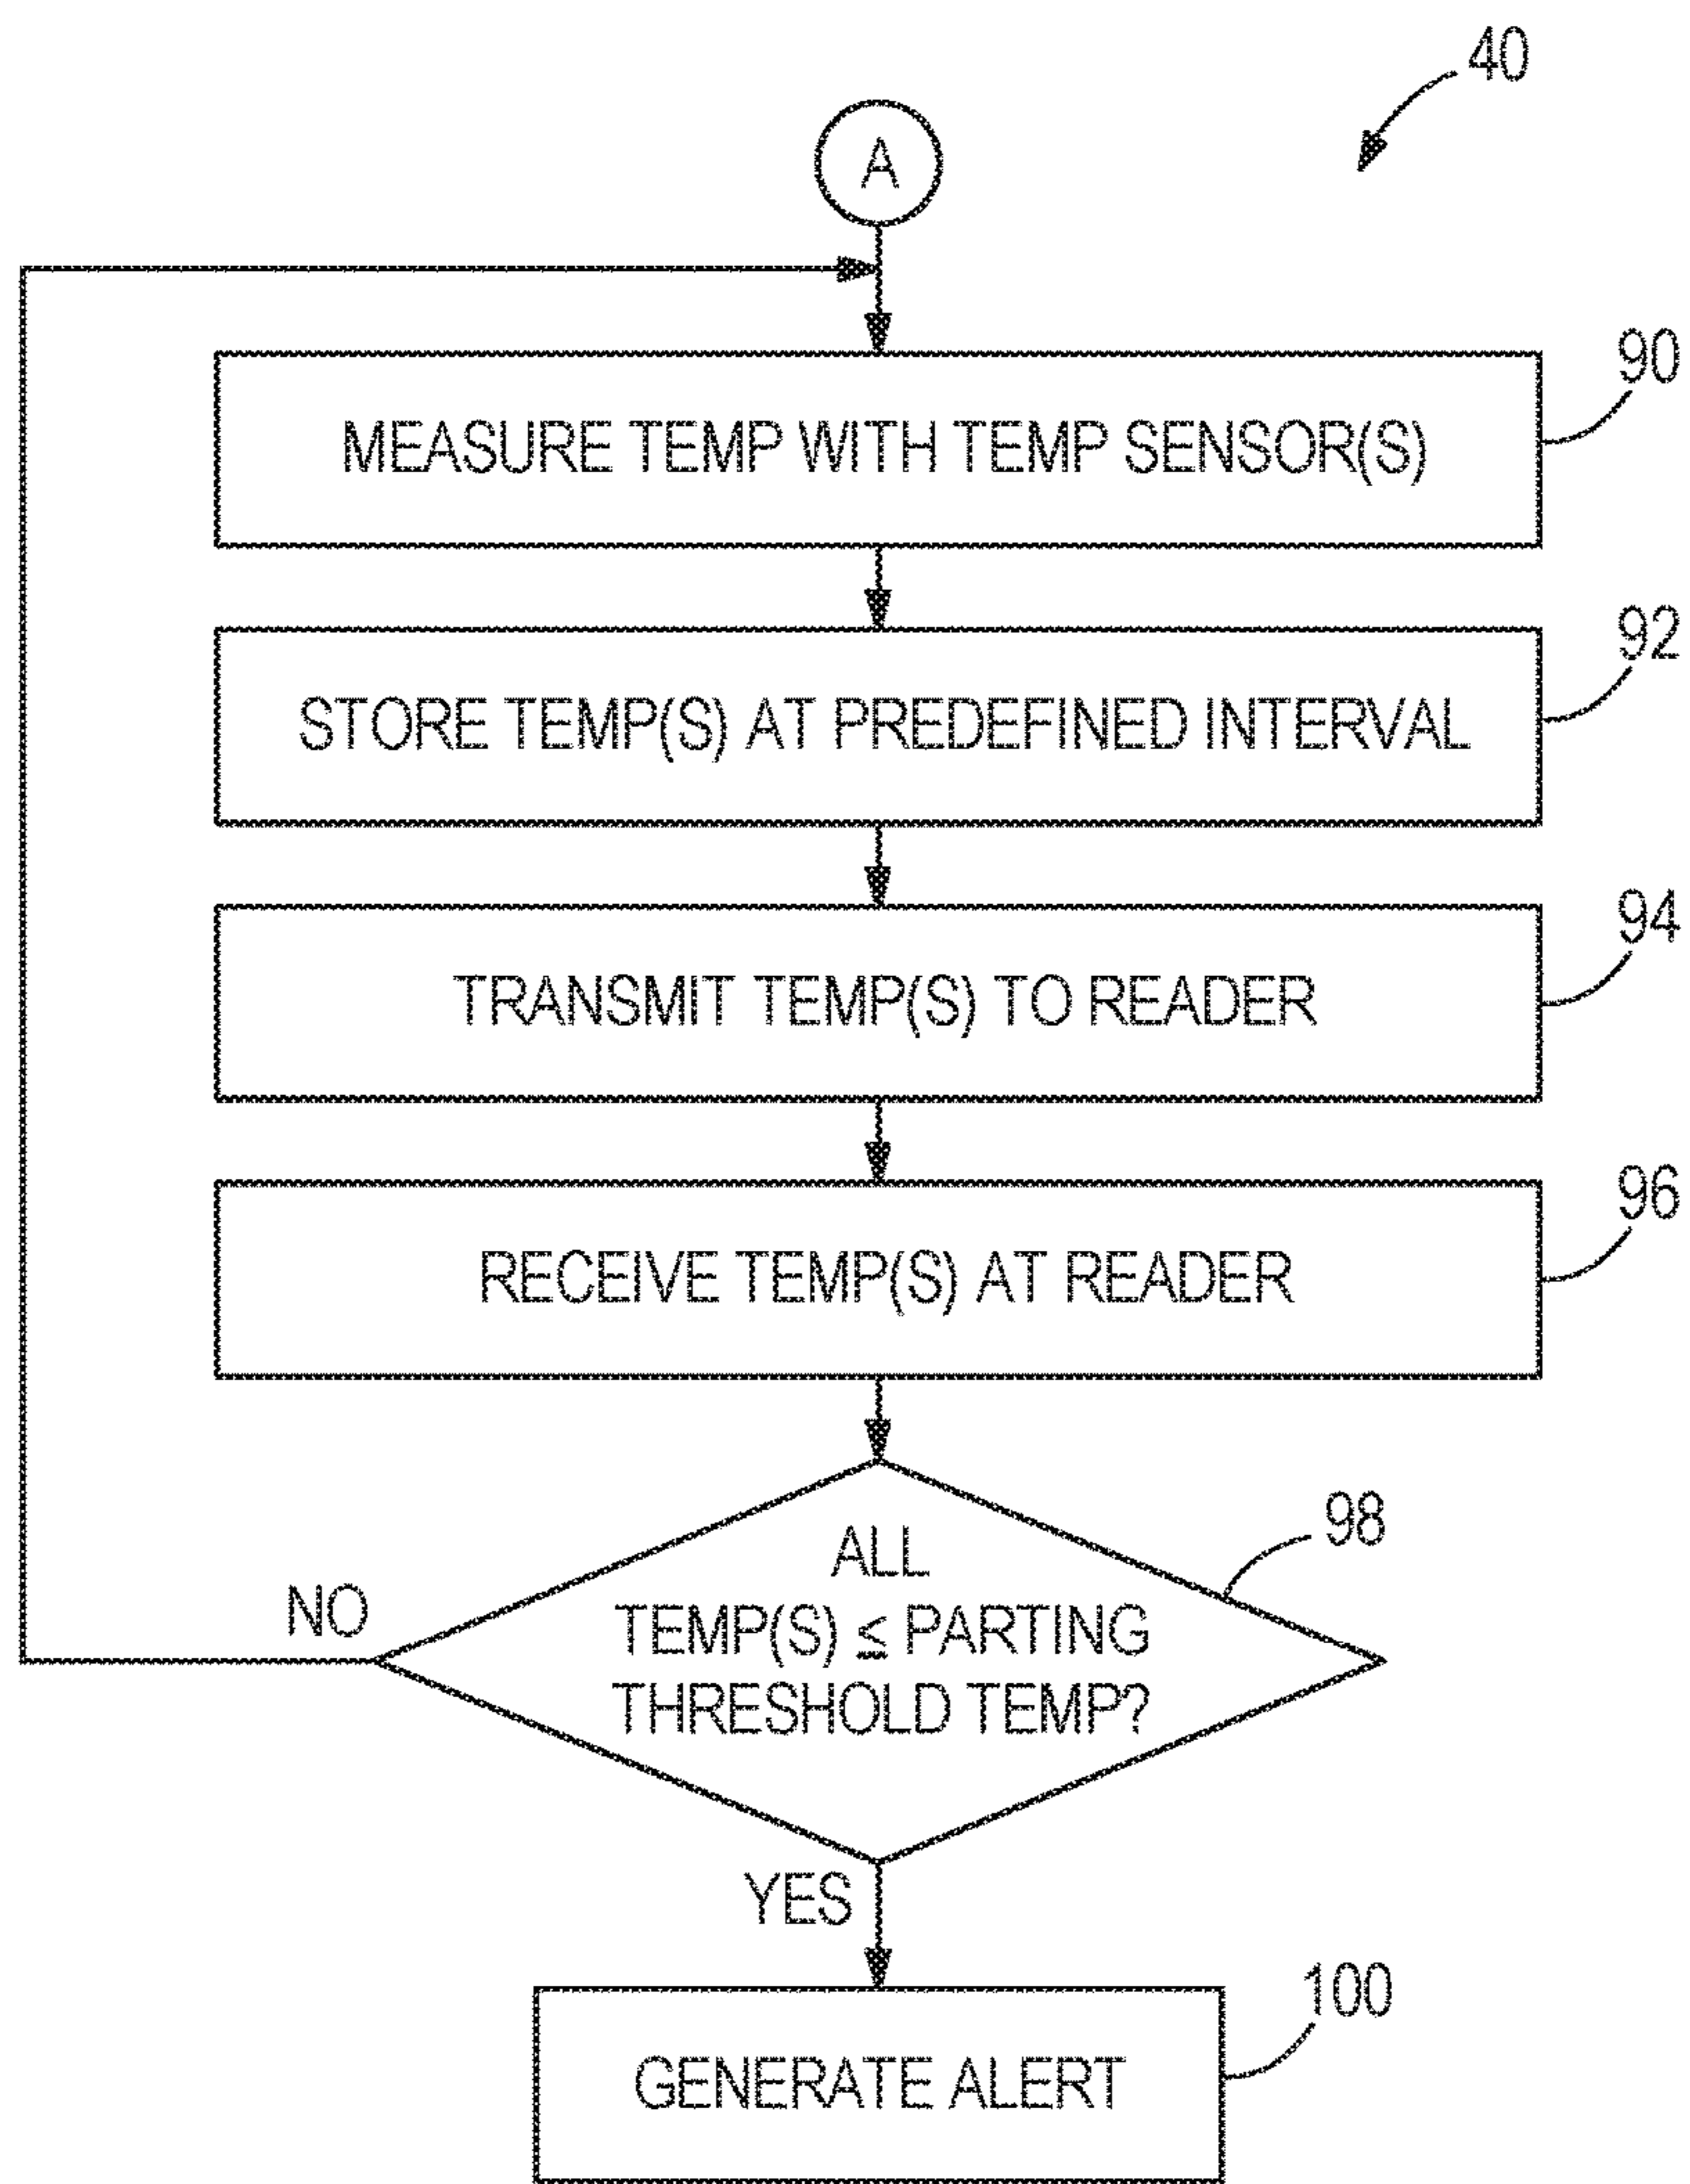 40
A
90
MEASURE TEMP WITH TEMP SENSOR(S)
92
STORE TEMP(S) AT PREDEFINED INTERVAL
94
TRANSMIT TEMP(S) TO READER
96
RECEIVE TEMP(S) AT READER
98
ALL
TEMP(S) ≤ PARTING
THRESHOLD TEMP?
NO
YES
100
GENERATE ALERT